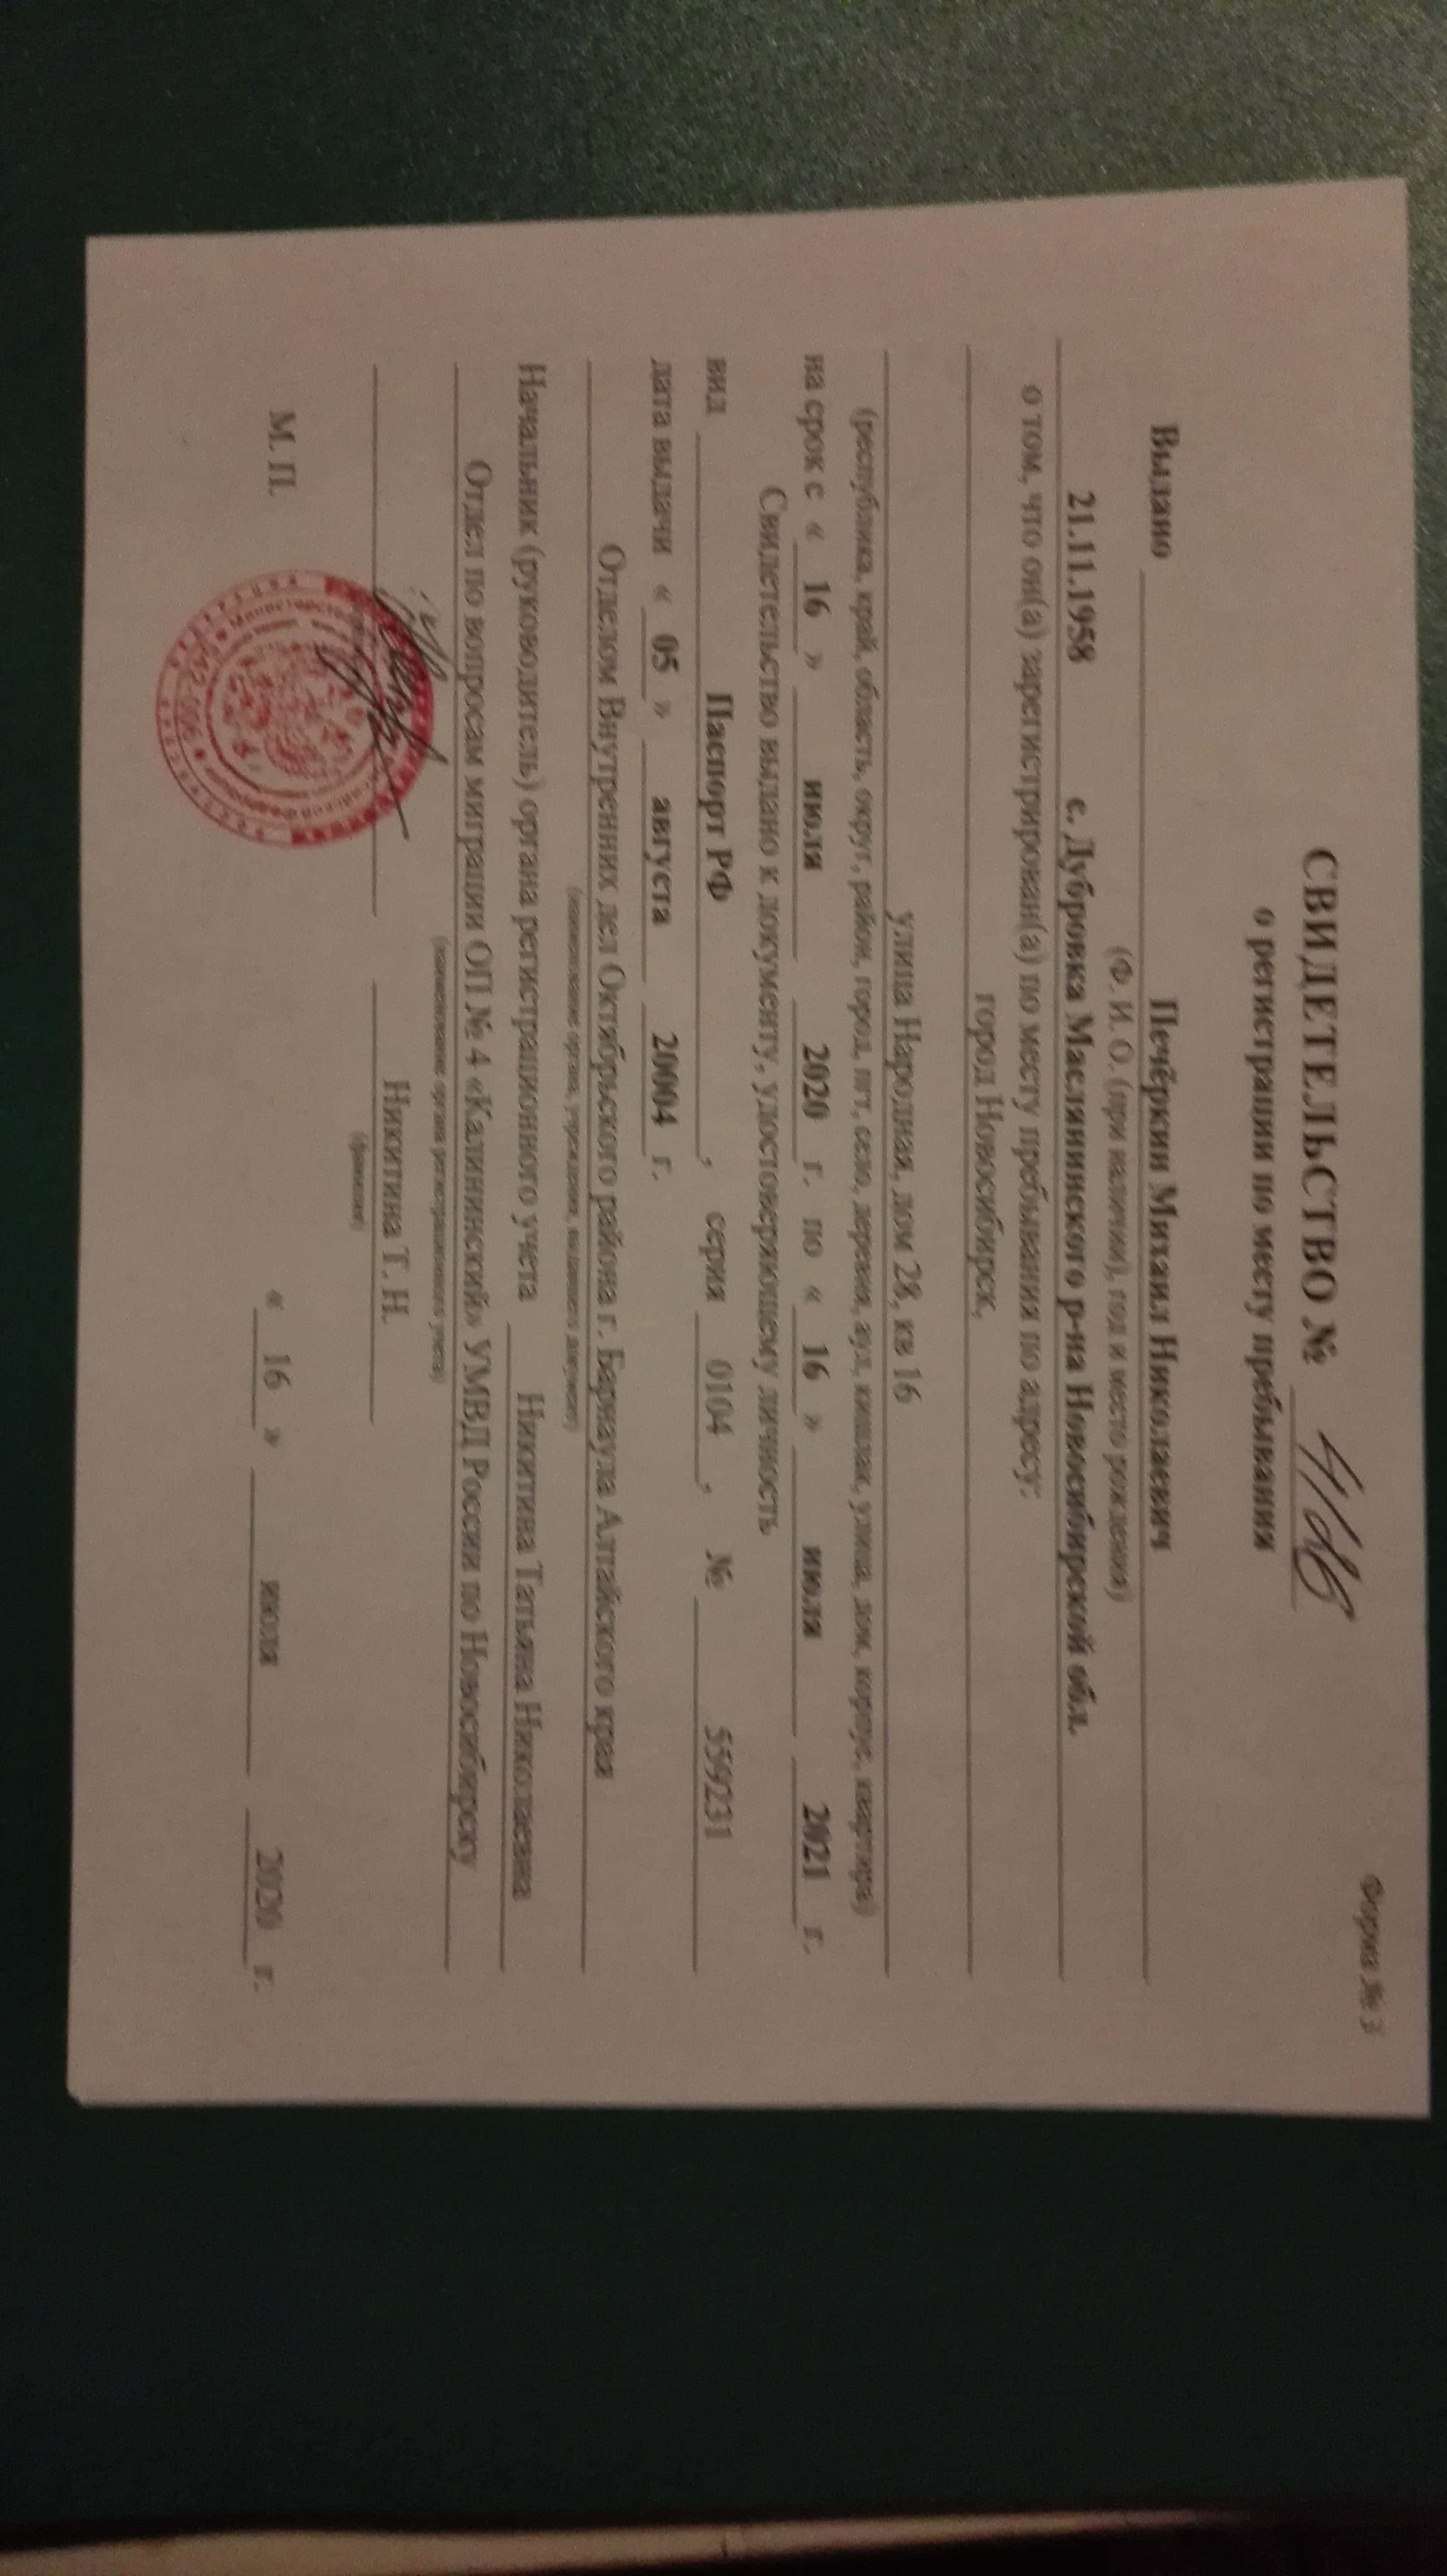 Форма № 3
СВИДЕТЕЛЬСТВО №
о регистрации по месту пребывания
Выдано Печёркин Михаил Николаевич
(Ф. И. О. (при наличии), год и место рождения)
21.11.1958 с. Дубровка Маслянинского р-на Новосибирской обл.
о том, что он(а) зарегистрирован(а) по месту пребывания по адресу:
город Новосибирск,
улица Народная, дом 28, кв 16
(республика, край, область, округ, район, город, пгт, село, деревня, аул, кишлак, улица, дом, корпус, квартира)
на срок с « 16 » июля 2020 г. по « 16 » июля 2021 г.
Свидетельство выдано к документу, удостоверяющему личность
вид Паспорт РФ , серия 0104 , № 559231
дата выдачи « 05 » августа 20004 г.
Отделом Внутренних дел Октябрьского района г. Барнаула Алтайского края
(наименование органа, учреждения, выдавшего документ)
Начальник (руководитель) органа регистрационного учета Никитина Татьяна Николаевна
Отдел по вопросам миграции ОП № 4 «Калининский» УМВД России по Новосибирску
(наименование органа регистрационного учета)
Никитина Т. Н.
(фамилия)
М. П. « 16 » июля 2020 г.